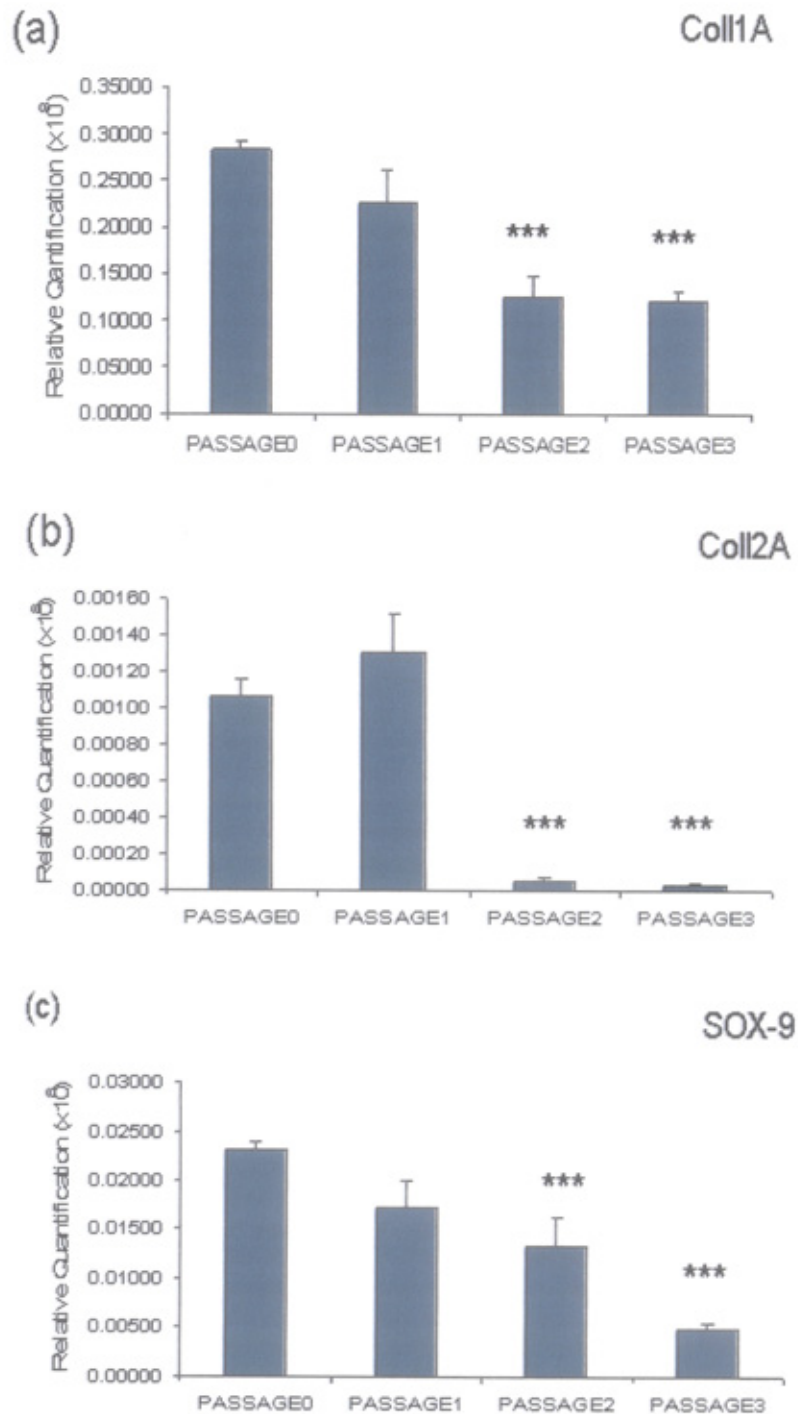 (a)
Coll1A
Relative Qantification (x10⁸)
0.35000
0.30000
0.25000
0.20000
0.15000
0.10000
0.05000
0.00000
***
***
PASSAGE0 PASSAGE1 PASSAGE2 PASSAGE3
(b)
Coll2A
Relative Quantification (x10⁸)
0.00160
0.00140
0.00120
0.00100
0.00080
0.00060
0.00040
0.00020
0.00000
***
***
PASSAGE0 PASSAGE1 PASSAGE2 PASSAGE3
(c)
SOX-9
Relative Quantification (x10⁸)
0.03000
0.02500
0.02000
0.01500
0.01000
0.00500
0.00000
***
***
PASSAGE0 PASSAGE1 PASSAGE2 PASSAGE3